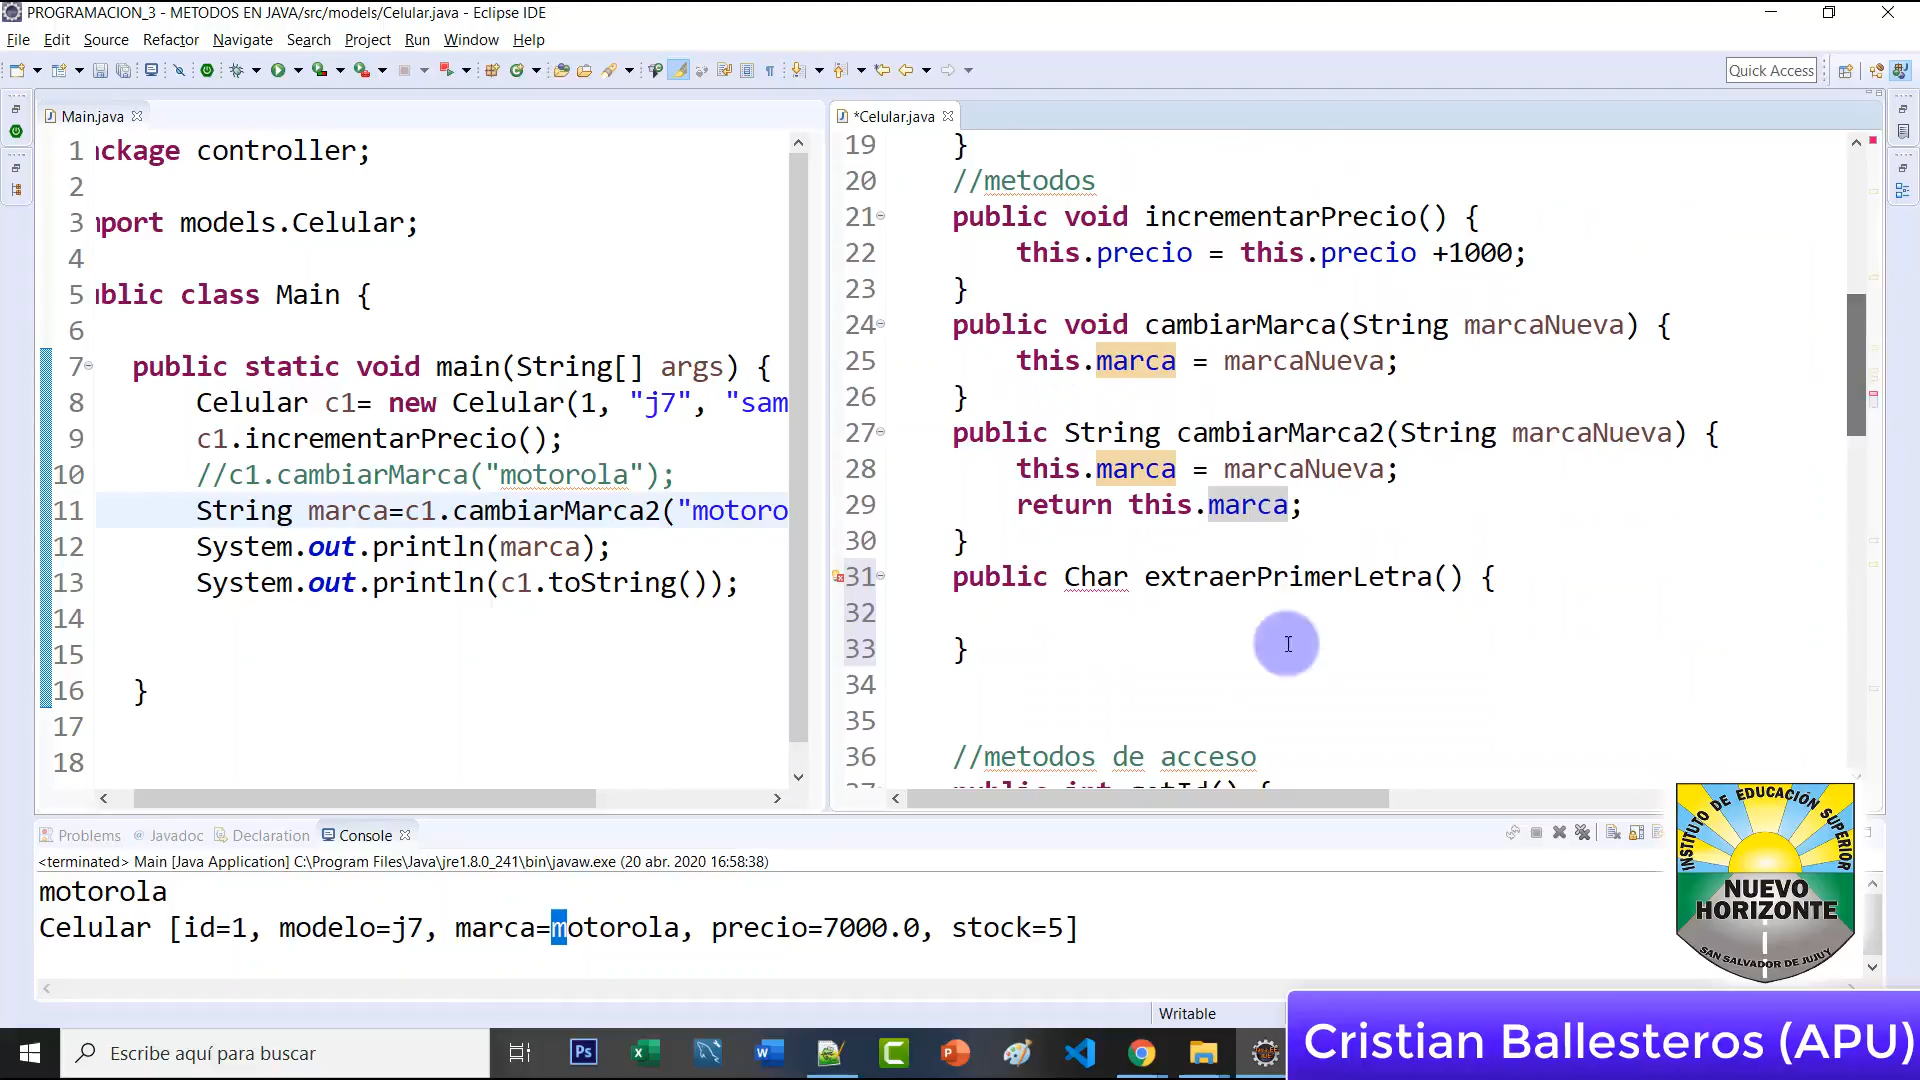 PROGRAMACION_3 - METODOS EN JAVA/src/models/Celular.java - Eclipse IDE
File Edit Source Refactor Navigate Search Project Run Window Help
Quick Access
Main.java
1 ackage controller;
2
3 mport models.Celular;
4
5 ublic class Main {
6
7 public static void main(String[] args) {
8 Celular c1= new Celular(1, "j7", "sam
9 c1.incrementarPrecio();
10 //c1.cambiarMarca("motorola");
11 String marca=c1.cambiarMarca2("motoro
12 System.out.println(marca);
13 System.out.println(c1.toString());
14
15
16 }
17
18
*Celular.java
19 }
20 //metodos
21 public void incrementarPrecio() {
22 this.precio = this.precio +1000;
23 }
24 public void cambiarMarca(String marcaNueva) {
25 this.marca = marcaNueva;
26 }
27 public String cambiarMarca2(String marcaNueva) {
28 this.marca = marcaNueva;
29 return this.marca;
30 }
31 public Char extraerPrimerLetra() {
32
33 }
34
35
36 //metodos de acceso
37 public int getId() {
Problems @ Javadoc Declaration Console
<terminated> Main [Java Application] C:\Program Files\Java\jre1.8.0_241\bin\javaw.exe (20 abr. 2020 16:58:38)
motorola
Celular [id=1, modelo=j7, marca=motorola, precio=7000.0, stock=5]
INSTITUTO DE EDUCACIÓN SUPERIOR
NUEVO
HORIZONTE
SAN SALVADOR DE JUJUY
Writable
Cristian Ballesteros (APU)
Escribe aquí para buscar